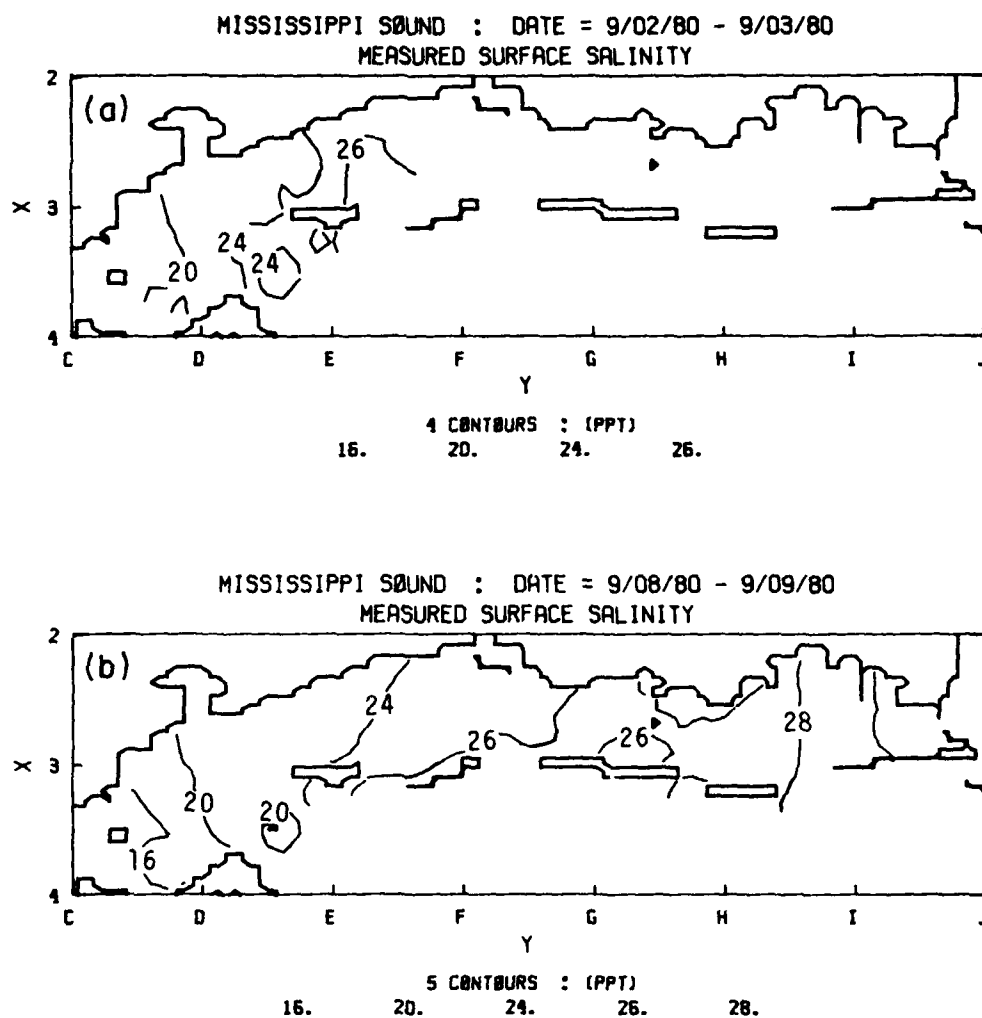 MISSISSIPPI SØUND : DATE = 9/02/80 - 9/03/80
MEASURED SURFACE SALINITY
(a)
2
3
4
X
26
24
24
20
C D E F G H I J
Y
4 CØNTØURS : (PPT)
16. 20. 24. 26.
MISSISSIPPI SØUND : DATE = 9/08/80 - 9/09/80
MEASURED SURFACE SALINITY
(b)
2
3
4
X
24
28
26
26
20
20
16
C D E F G H I
Y
5 CØNTØURS : (PPT)
16. 20. 24. 26. 28.